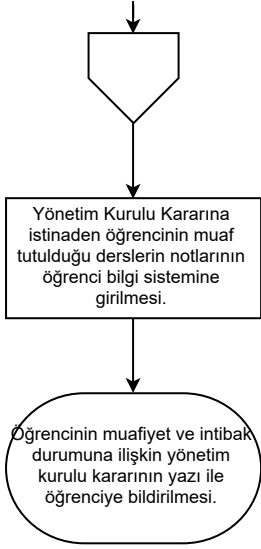 Yönetim Kurulu Kararına
istinaden öğrencinin muaf
tutulduğu derslerin notlarının
öğrenci bilgi sistemine
girilmesi.
Öğrencinin muafiyet ve intibak
durumuna ilişkin yönetim
kurulu kararının yazı ile
öğrenciye bildirilmesi.